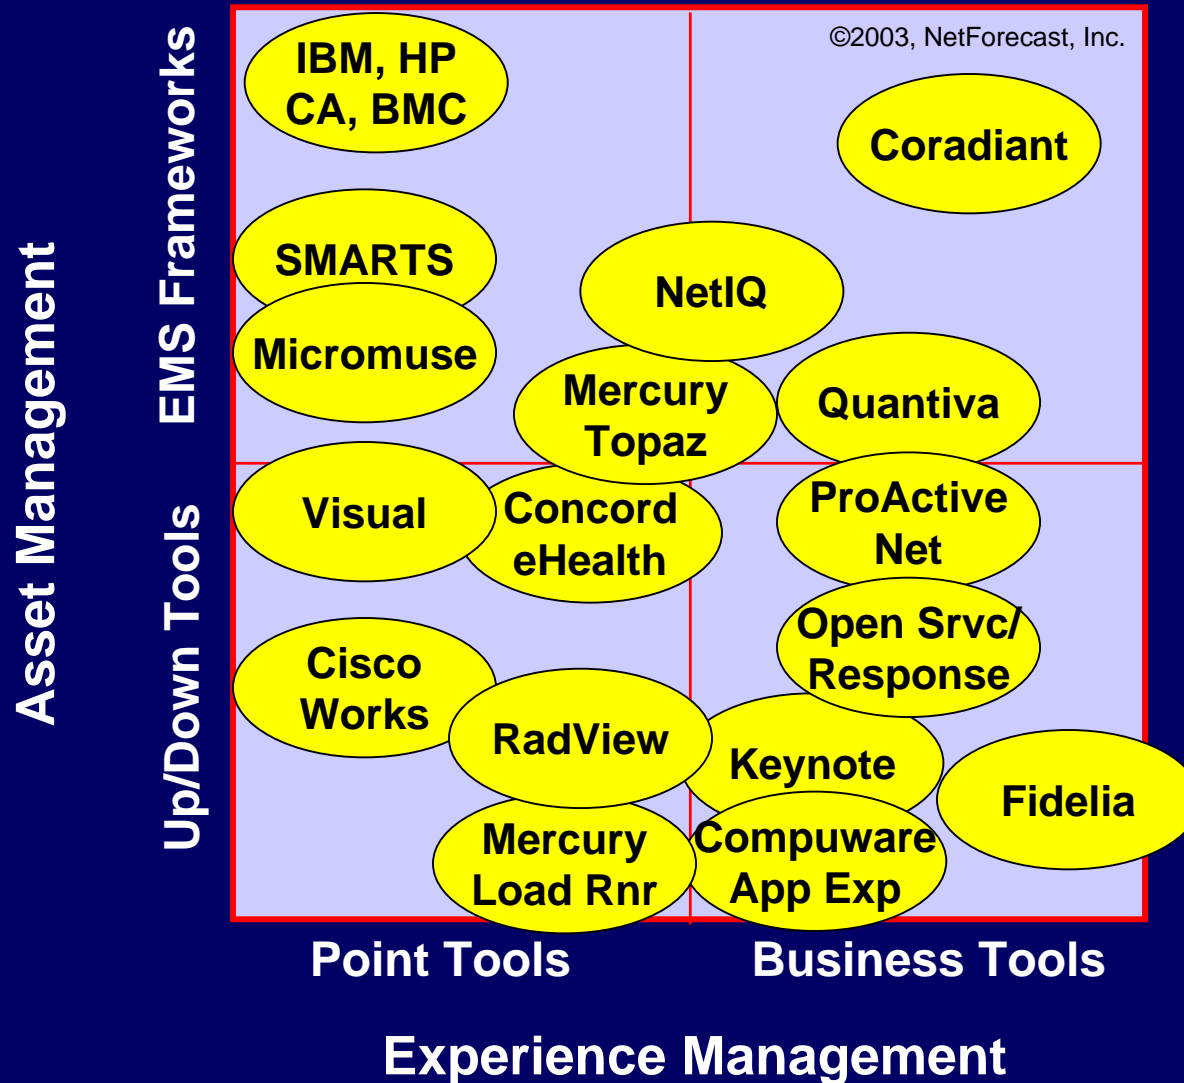 ©2003, NetForecast, Inc.
IBM, HP
CA, BMC
Coradiant
SMARTS
NetIQ
Micromuse
Mercury
Topaz
Quantiva
Visual
Concord
eHealth
ProActive
Net
Open Srvc/
Response
Cisco
Works
RadView
Keynote
Fidelia
Mercury
Load Rnr
Compuware
App Exp
Asset Management
EMS Frameworks
Up/Down Tools
Point Tools
Business Tools
Experience Management